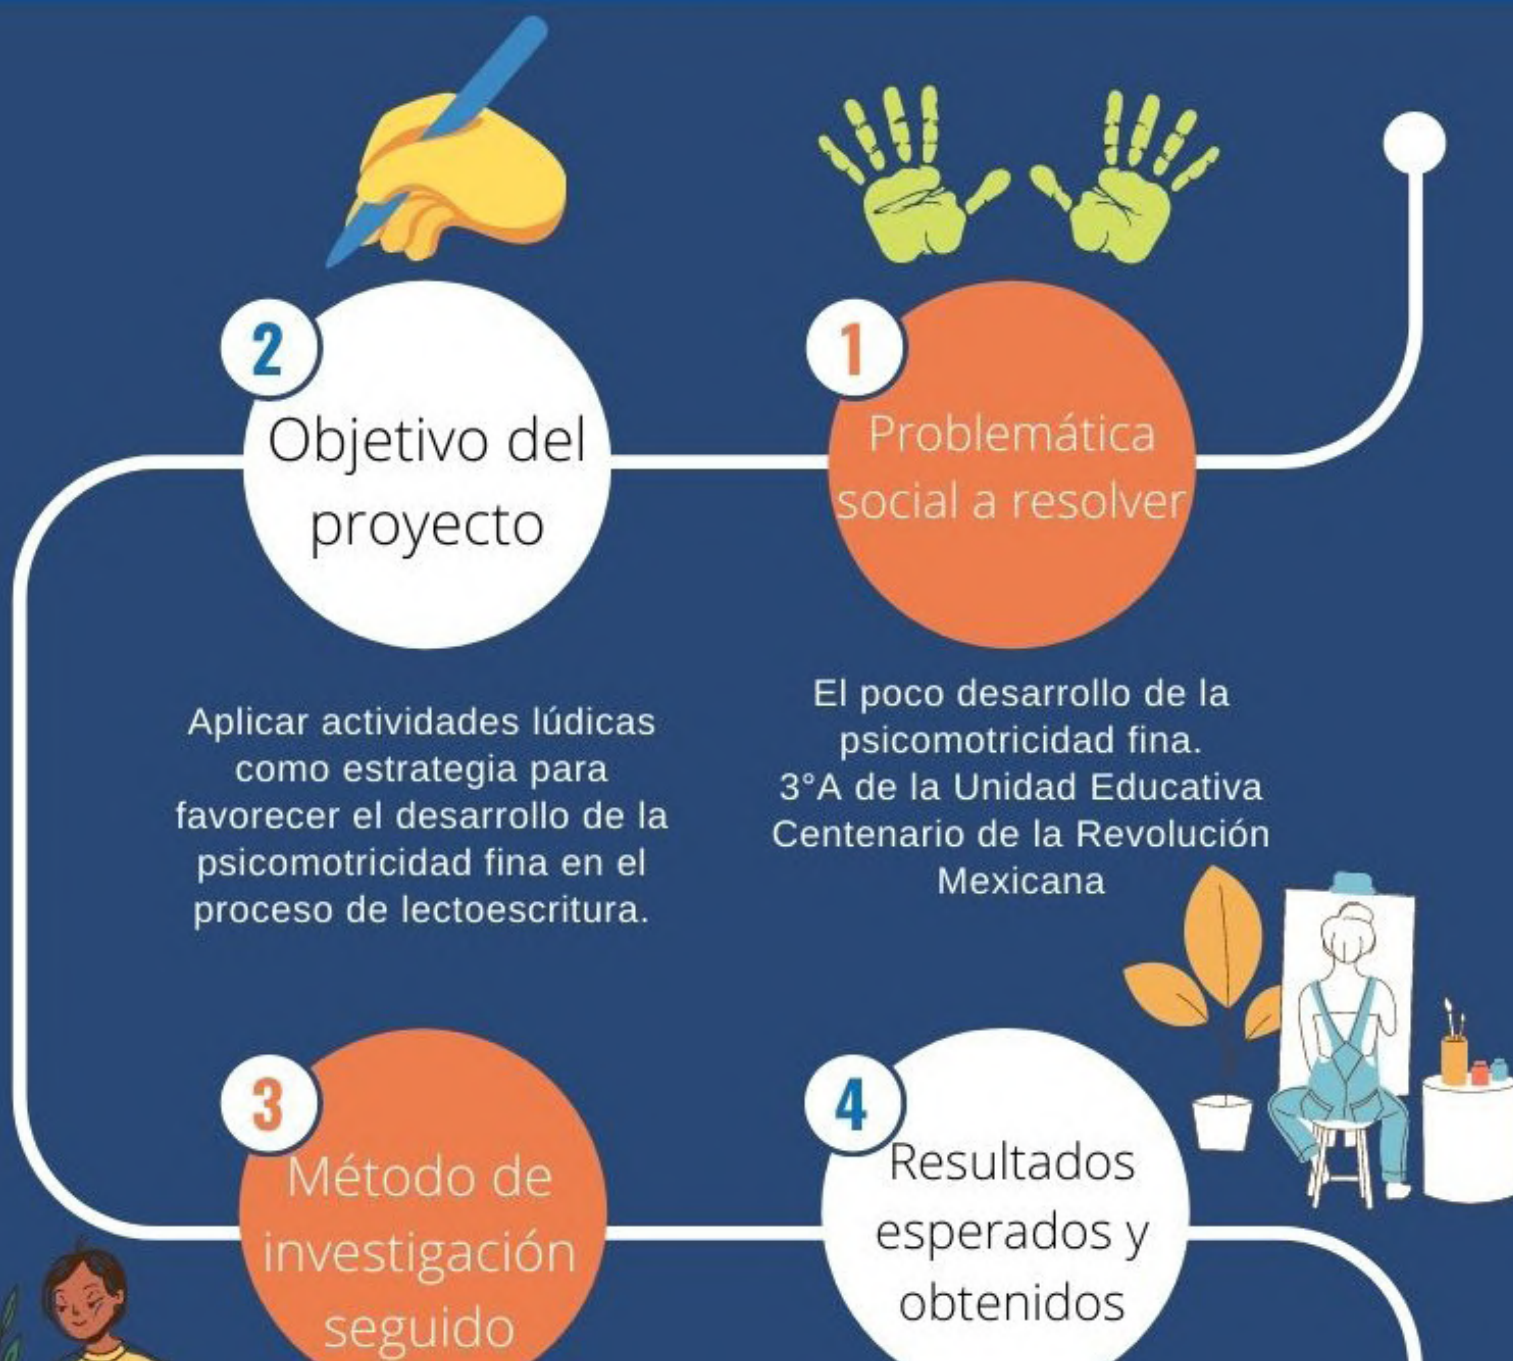 1
Problemática
social a resolver
El poco desarrollo de la
psicomotricidad fina.
3°A de la Unidad Educativa
Centenario de la Revolución
Mexicana
2
Objetivo del
proyecto
Aplicar actividades lúdicas
como estrategia para
favorecer el desarrollo de la
psicomotricidad fina en el
proceso de lectoescritura.
3
Método de
investigación
seguido
4
Resultados
esperados y
obtenidos